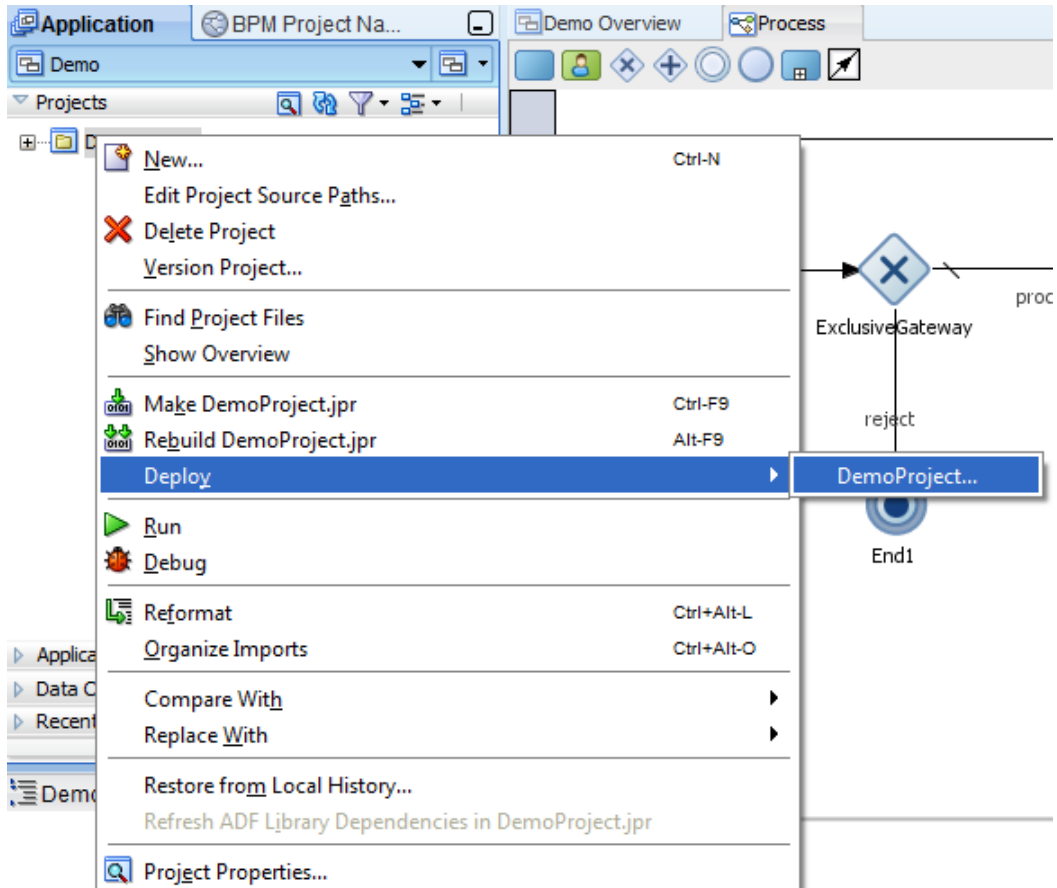 Application
BPM Project Na...
Demo Overview
Process
Demo
Projects
D
New...
Ctrl-N
Edit Project Source Paths...
Delete Project
Version Project...
Find Project Files
Show Overview
Make DemoProject.jpr
Ctrl-F9
Rebuild DemoProject.jpr
Alt-F9
Deploy
DemoProject...
Run
Debug
Reformat
Ctrl+Alt-L
Organize Imports
Ctrl+Alt-O
Compare With
Replace With
Restore from Local History...
Refresh ADF Library Dependencies in DemoProject.jpr
Project Properties...
ExclusiveGateway
proc
reject
End1
Applica
Data C
Recent
Demo